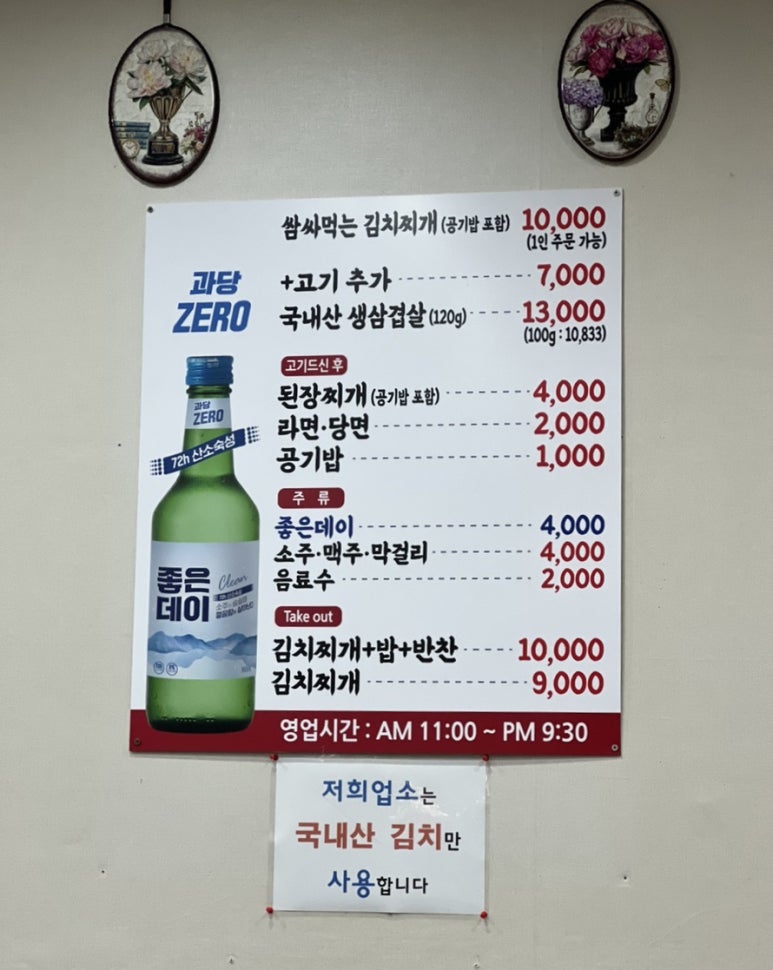 쌈싸먹는 김치찌개 (공기밥 포함) 10,000
(1인 주문 가능)
+고기 추가 7,000
국내산 생삼겹살 (120g) 13,000
(100g : 10,833)
고기드신 후
된장찌개 (공기밥 포함) 4,000
라면·당면 2,000
공기밥 1,000
주 류
좋은데이 4,000
소주·맥주·막걸리 4,000
음료수 2,000
Take out
김치찌개+밥+반찬 10,000
김치찌개 9,000
영업시간 : AM 11:00 ~ PM 9:30
과당
ZERO
과당
ZERO
72h 산소숙성
좋은
데이
Clean
저희업소는
국내산 김치만
사용합니다